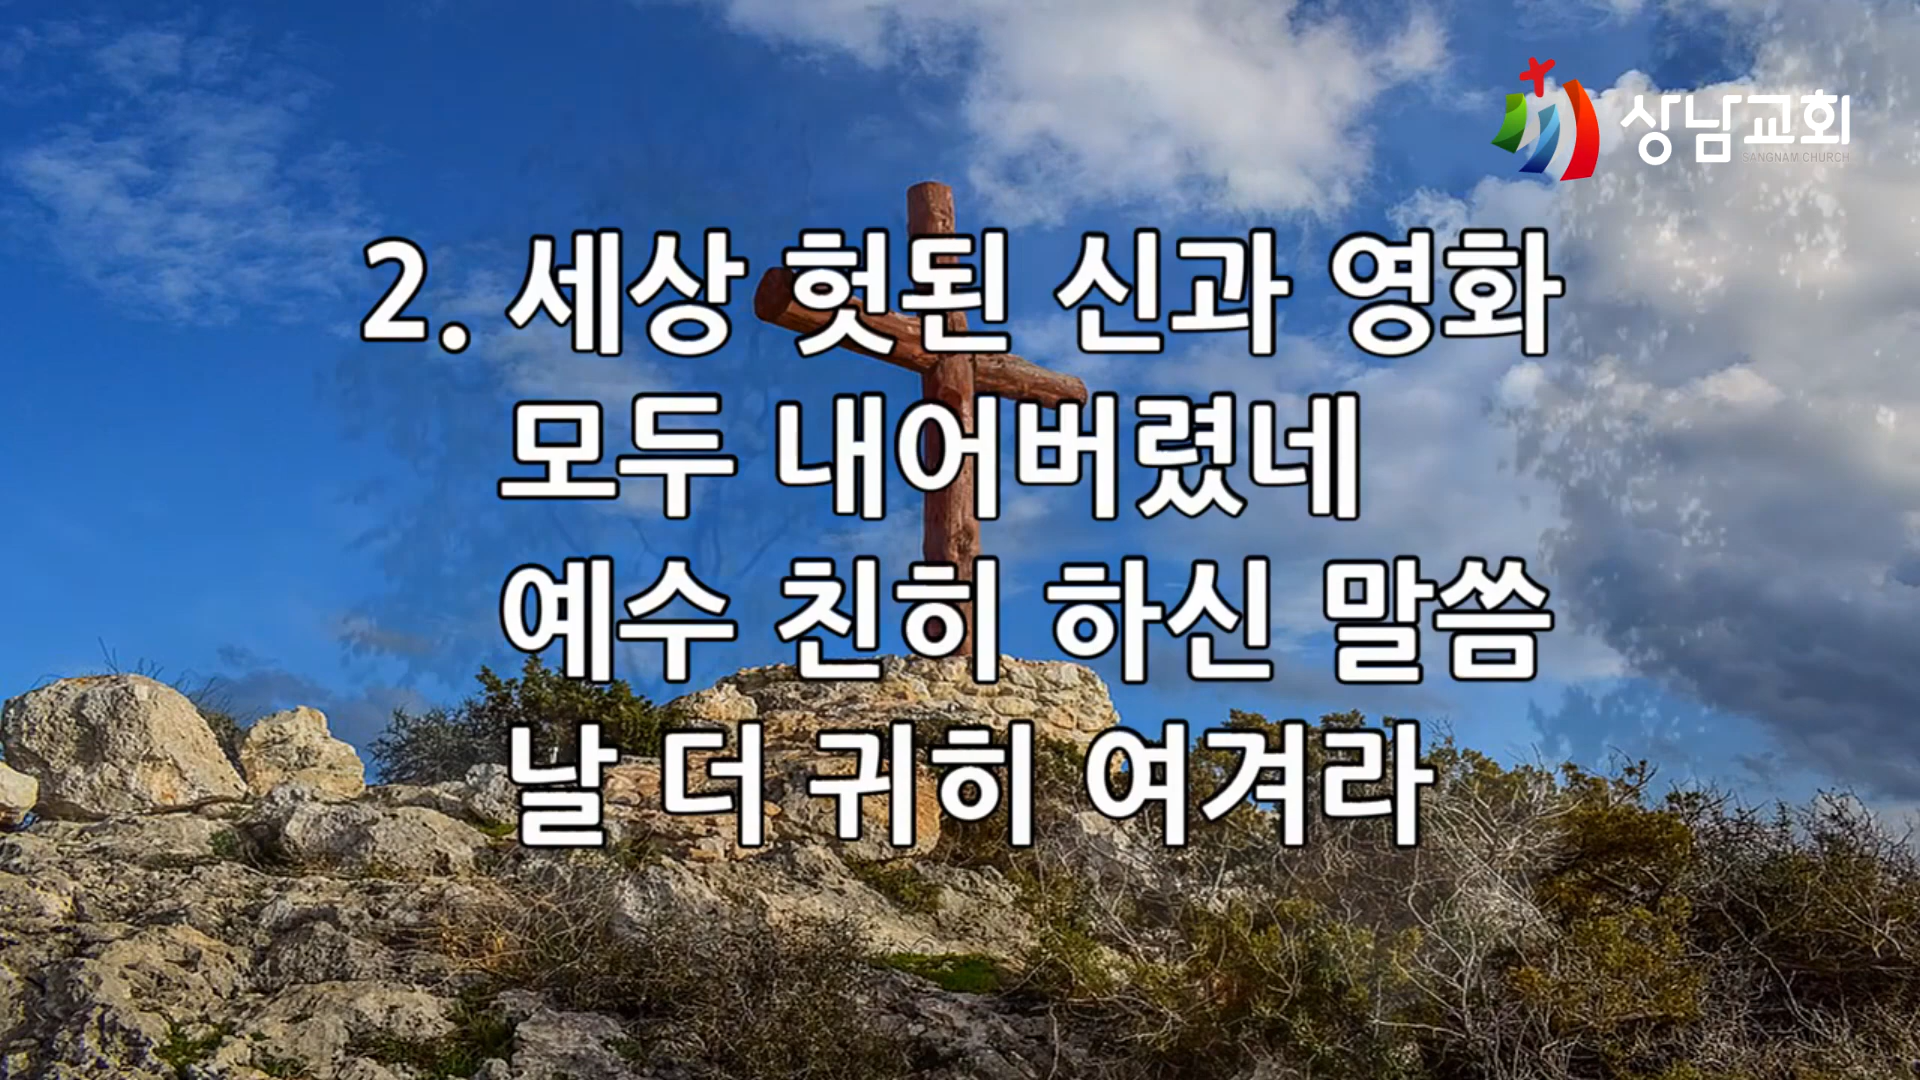 상남교회
SANGNAM CHURCH
2. 세상 헛된 신과 영화
모두 내어버렸네
예수 친히 하신 말씀
날 더 귀히 여겨라